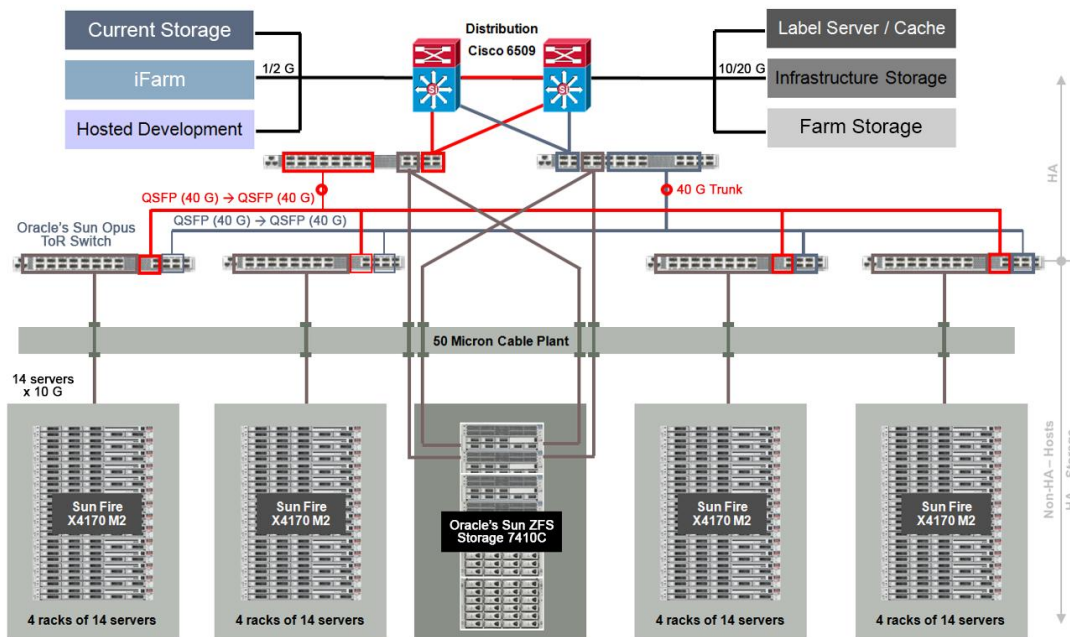 Current Storage
iFarm
Hosted Development
1/2 G
Distribution
Cisco 6509
Si
Si
10/20 G
Label Server / Cache
Infrastructure Storage
Farm Storage
HA
QSFP (40 G) → QSFP (40 G)
40 G Trunk
QSFP (40 G) → QSFP (40 G)
Oracle's Sun Opus
ToR Switch
50 Micron Cable Plant
14 servers
x 10 G
Sun Fire
X4170 M2
Sun Fire
X4170 M2
Oracle's Sun ZFS
Storage 7410C
Sun Fire
X4170 M2
Sun Fire
X4170 M2
Non-HA – Hosts
HA – Storage
4 racks of 14 servers
4 racks of 14 servers
4 racks of 14 servers
4 racks of 14 servers